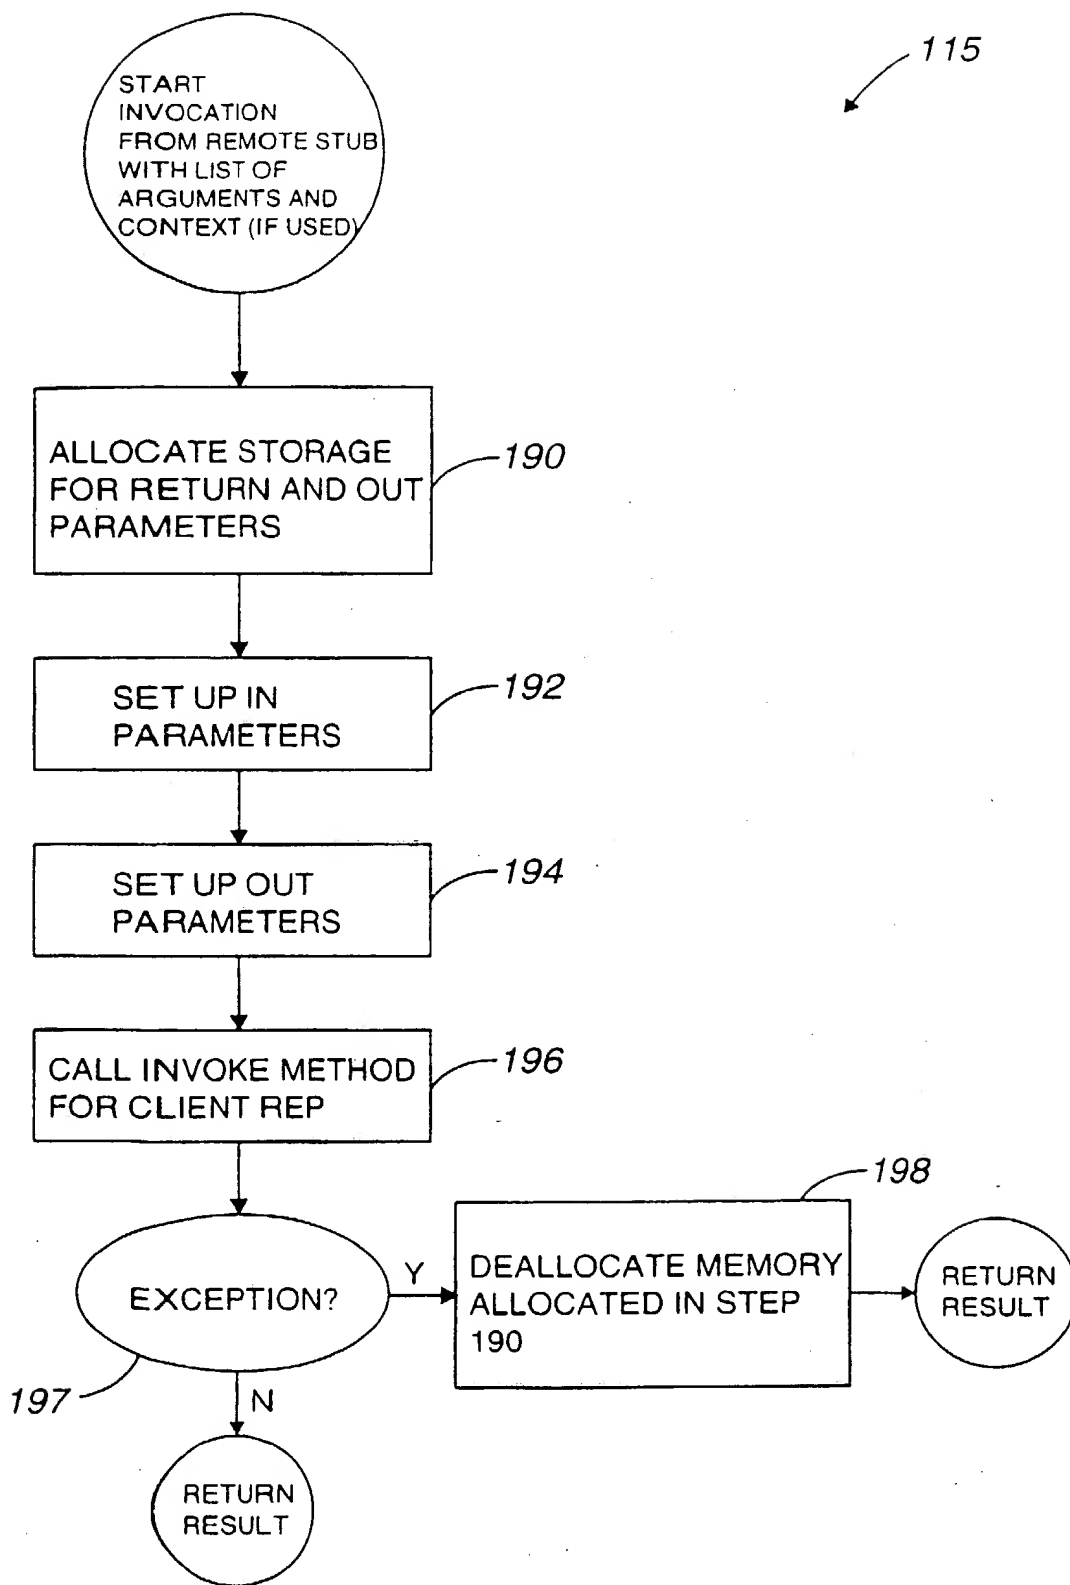 115
START
INVOCATION
FROM REMOTE STUB
WITH LIST OF
ARGUMENTS AND
CONTEXT (IF USED)
ALLOCATE STORAGE
FOR RETURN AND OUT
PARAMETERS
190
SET UP IN
PARAMETERS
192
SET UP OUT
PARAMETERS
194
CALL INVOKE METHOD
FOR CLIENT REP
196
EXCEPTION?
197
Y
N
DEALLOCATE MEMORY
ALLOCATED IN STEP
190
198
RETURN
RESULT
RETURN
RESULT